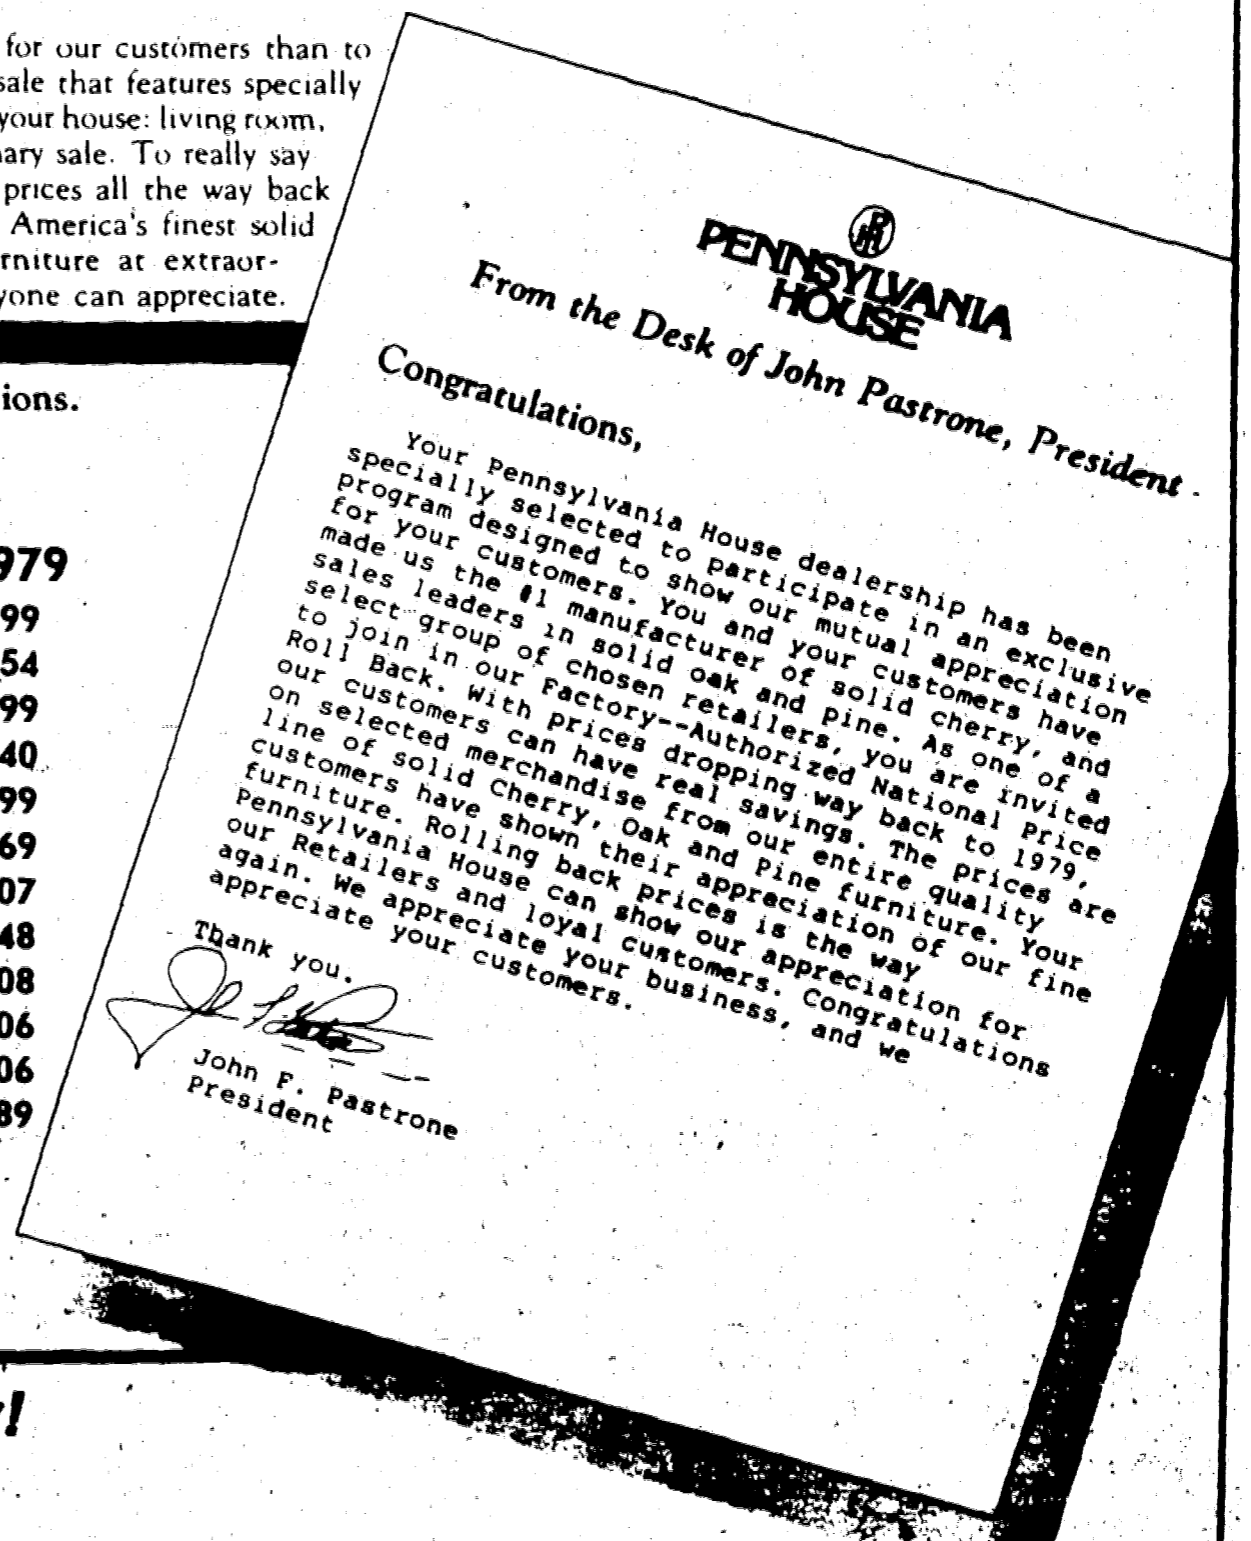 for our customers than to
sale that features specially
your house: living room,
ary sale. To really say
prices all the way back
America's finest solid
rniture at extraor-
yone can appreciate.
ions.
979
99
54
99
40
99
69
07
48
08
06
06
89
!
PENNSYLVANIA
HOUSE
From the Desk of John Pastrone, President
Congratulations,
Your Pennsylvania House dealership has been
specially selected to participate in an exclusive
program designed to show our mutual appreciation
for your customers. You and your customers have
made us the #1 manufacturer of solid cherry, and
sales leaders in solid oak and pine. As one of a
select group of chosen retailers, you are invited
to join in our Factory--Authorized National Price
Roll Back. With prices dropping way back to 1979,
our customers can have real savings. The prices are
on selected merchandise from our entire quality
line of solid Cherry, Oak and Pine furniture. Your
customers have shown their appreciation of our fine
furniture. Rolling back prices is the way
Pennsylvania House can show our appreciation for
our Retailers and loyal customers. Congratulations
again. We appreciate your business, and we
appreciate your customers.
Thank you.
John F. Pastrone
President